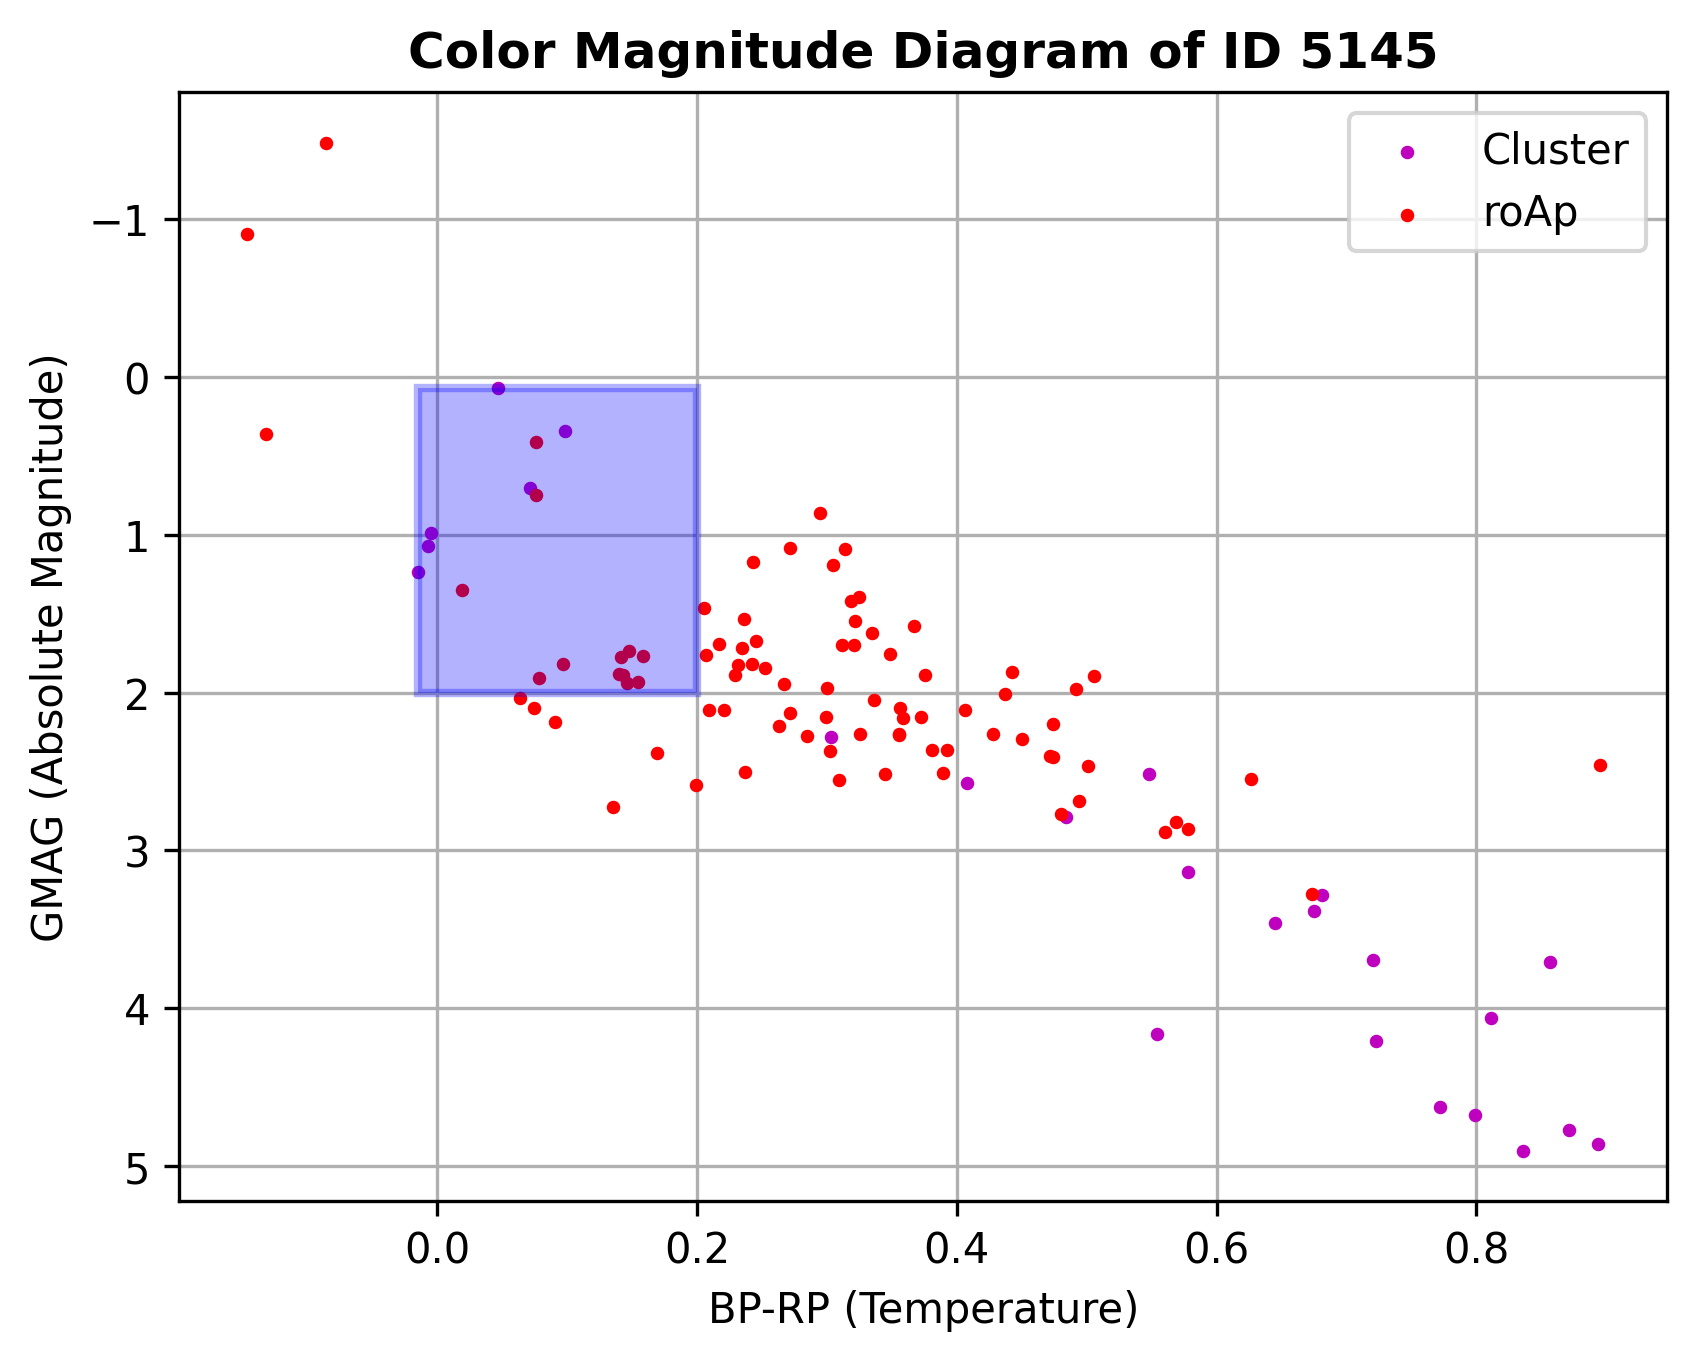 Color Magnitude Diagram of ID 5145
Cluster
roAp
GMAG (Absolute Magnitude)
−1
0
1
2
3
4
5
0.0 0.2 0.4 0.6 0.8
BP-RP (Temperature)